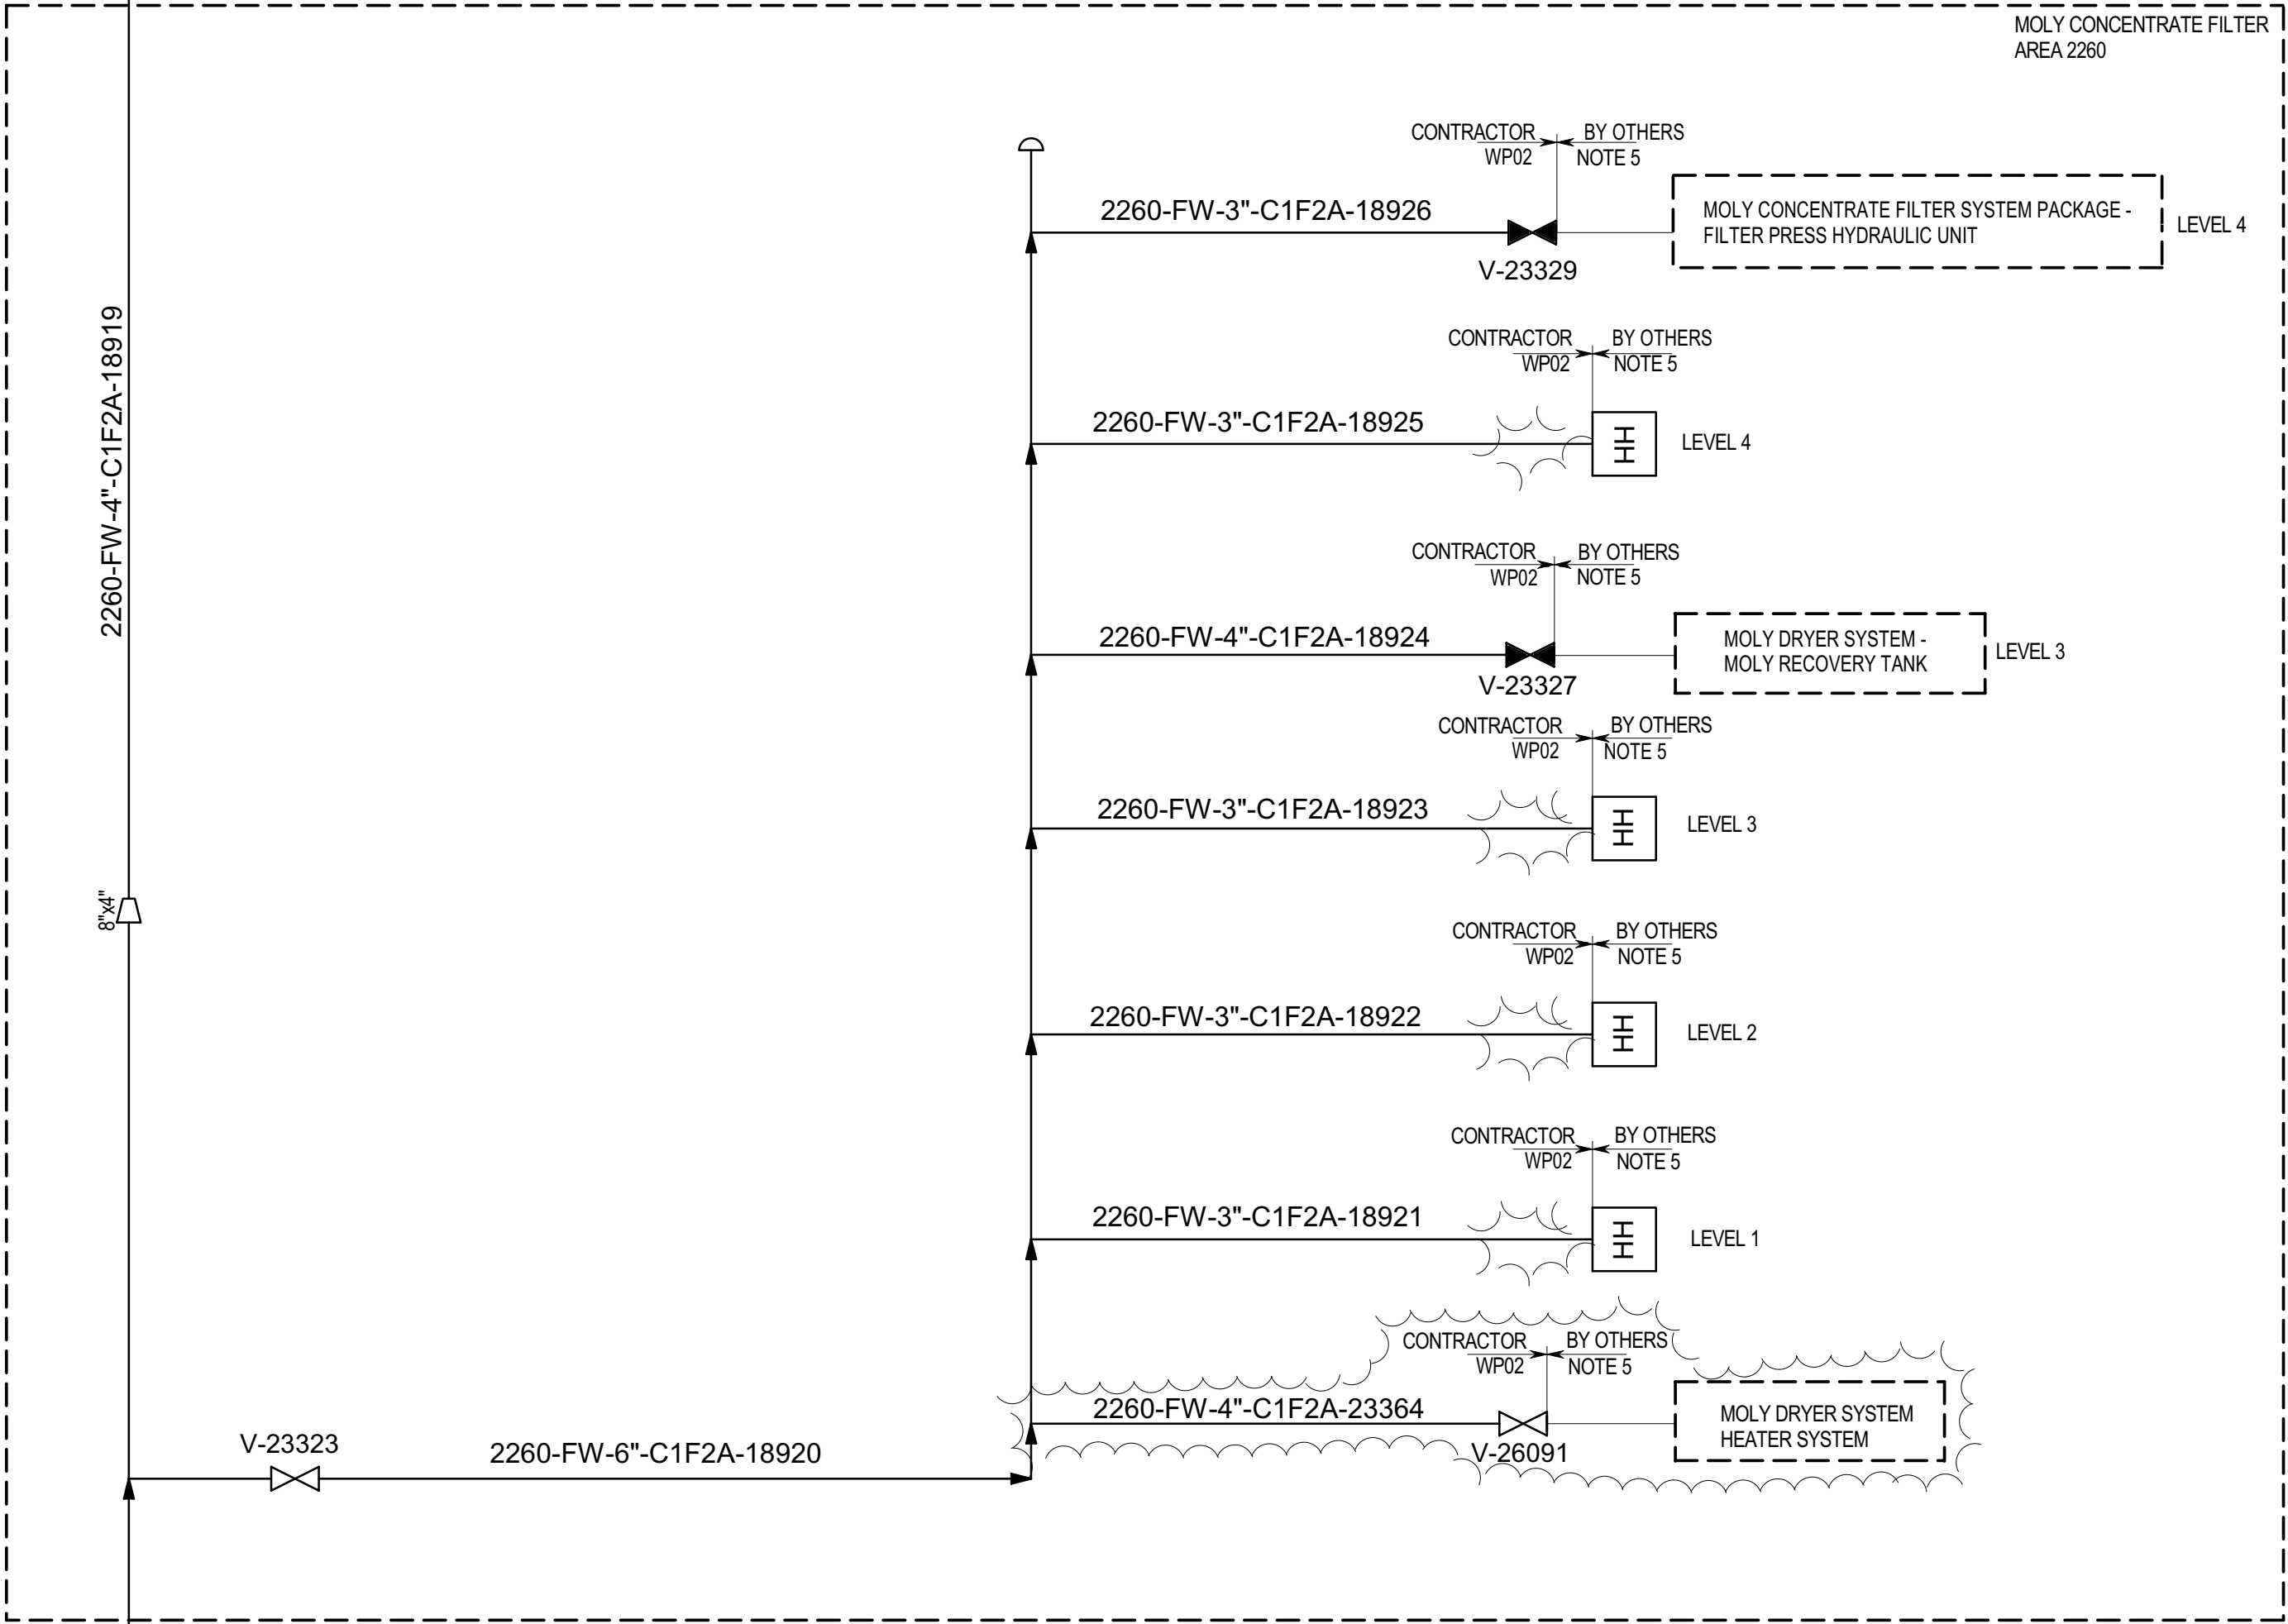 MOLY CONCENTRATE FILTER
AREA 2260
CONTRACTOR
WP02
BY OTHERS
NOTE 5
2260-FW-3"-C1F2A-18926
V-23329
MOLY CONCENTRATE FILTER SYSTEM PACKAGE -
FILTER PRESS HYDRAULIC UNIT
LEVEL 4
CONTRACTOR
WP02
BY OTHERS
NOTE 5
2260-FW-3"-C1F2A-18925
HH
LEVEL 4
2260-FW-4"-C1F2A-18919
CONTRACTOR
WP02
BY OTHERS
NOTE 5
2260-FW-4"-C1F2A-18924
V-23327
MOLY DRYER SYSTEM -
MOLY RECOVERY TANK
LEVEL 3
CONTRACTOR
WP02
BY OTHERS
NOTE 5
2260-FW-3"-C1F2A-18923
HH
LEVEL 3
8"x4"
CONTRACTOR
WP02
BY OTHERS
NOTE 5
2260-FW-3"-C1F2A-18922
HH
LEVEL 2
CONTRACTOR
WP02
BY OTHERS
NOTE 5
2260-FW-3"-C1F2A-18921
HH
LEVEL 1
CONTRACTOR
WP02
BY OTHERS
NOTE 5
2260-FW-4"-C1F2A-23364
V-26091
MOLY DRYER SYSTEM
HEATER SYSTEM
V-23323
2260-FW-6"-C1F2A-18920